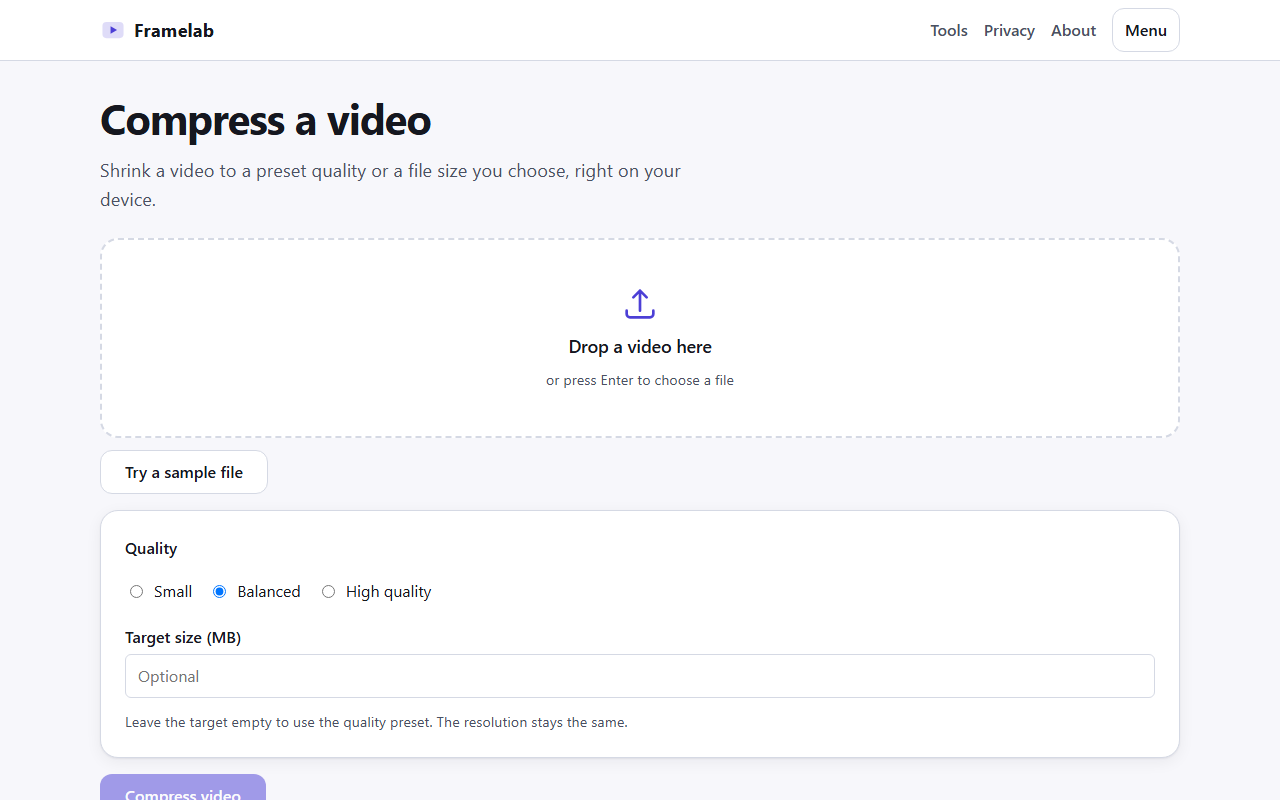 Framelab
Tools
Privacy
About
Menu
Compress a video
Shrink a video to a preset quality or a file size you choose, right on your
device.
Drop a video here
or press Enter to choose a file
Try a sample file
Quality
Small
Balanced
High quality
Target size (MB)
Optional
Leave the target empty to use the quality preset. The resolution stays the same.
Compress video